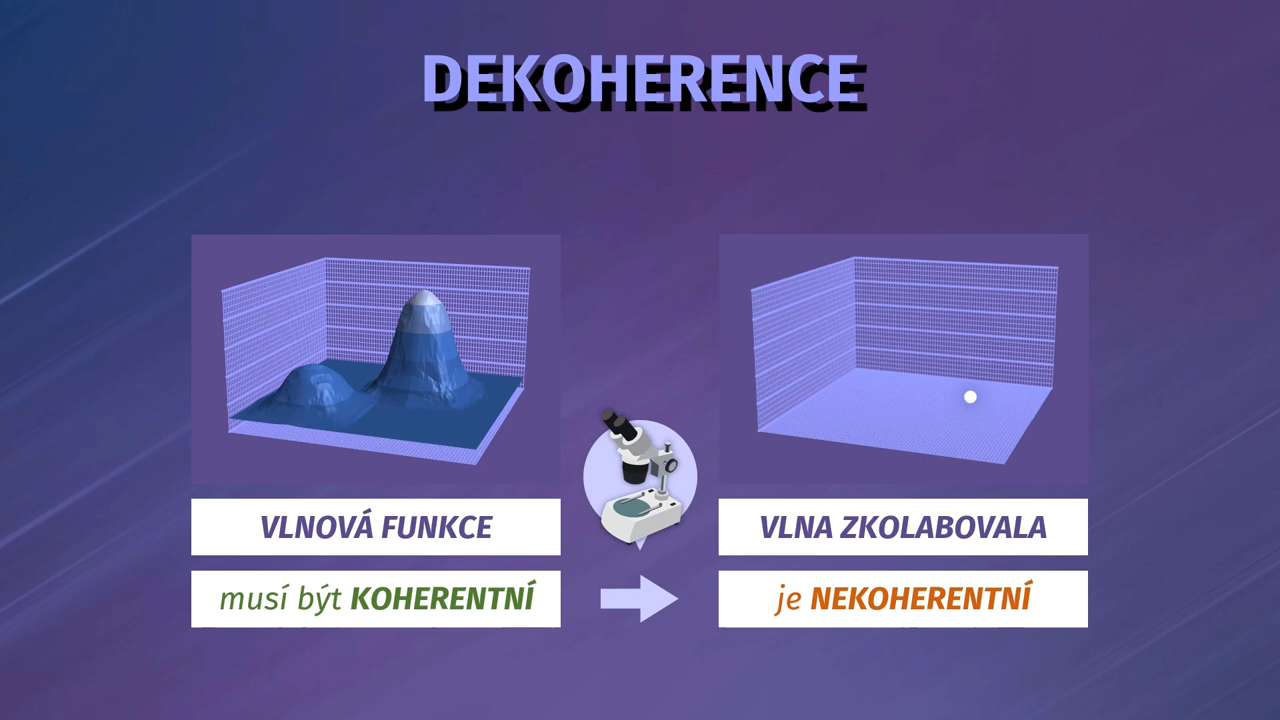 DEKOHERENCE
VLNOVÁ FUNKCE
VLNA ZKOLABOVALA
musí být KOHERENTNÍ
je NEKOHERENTNÍ